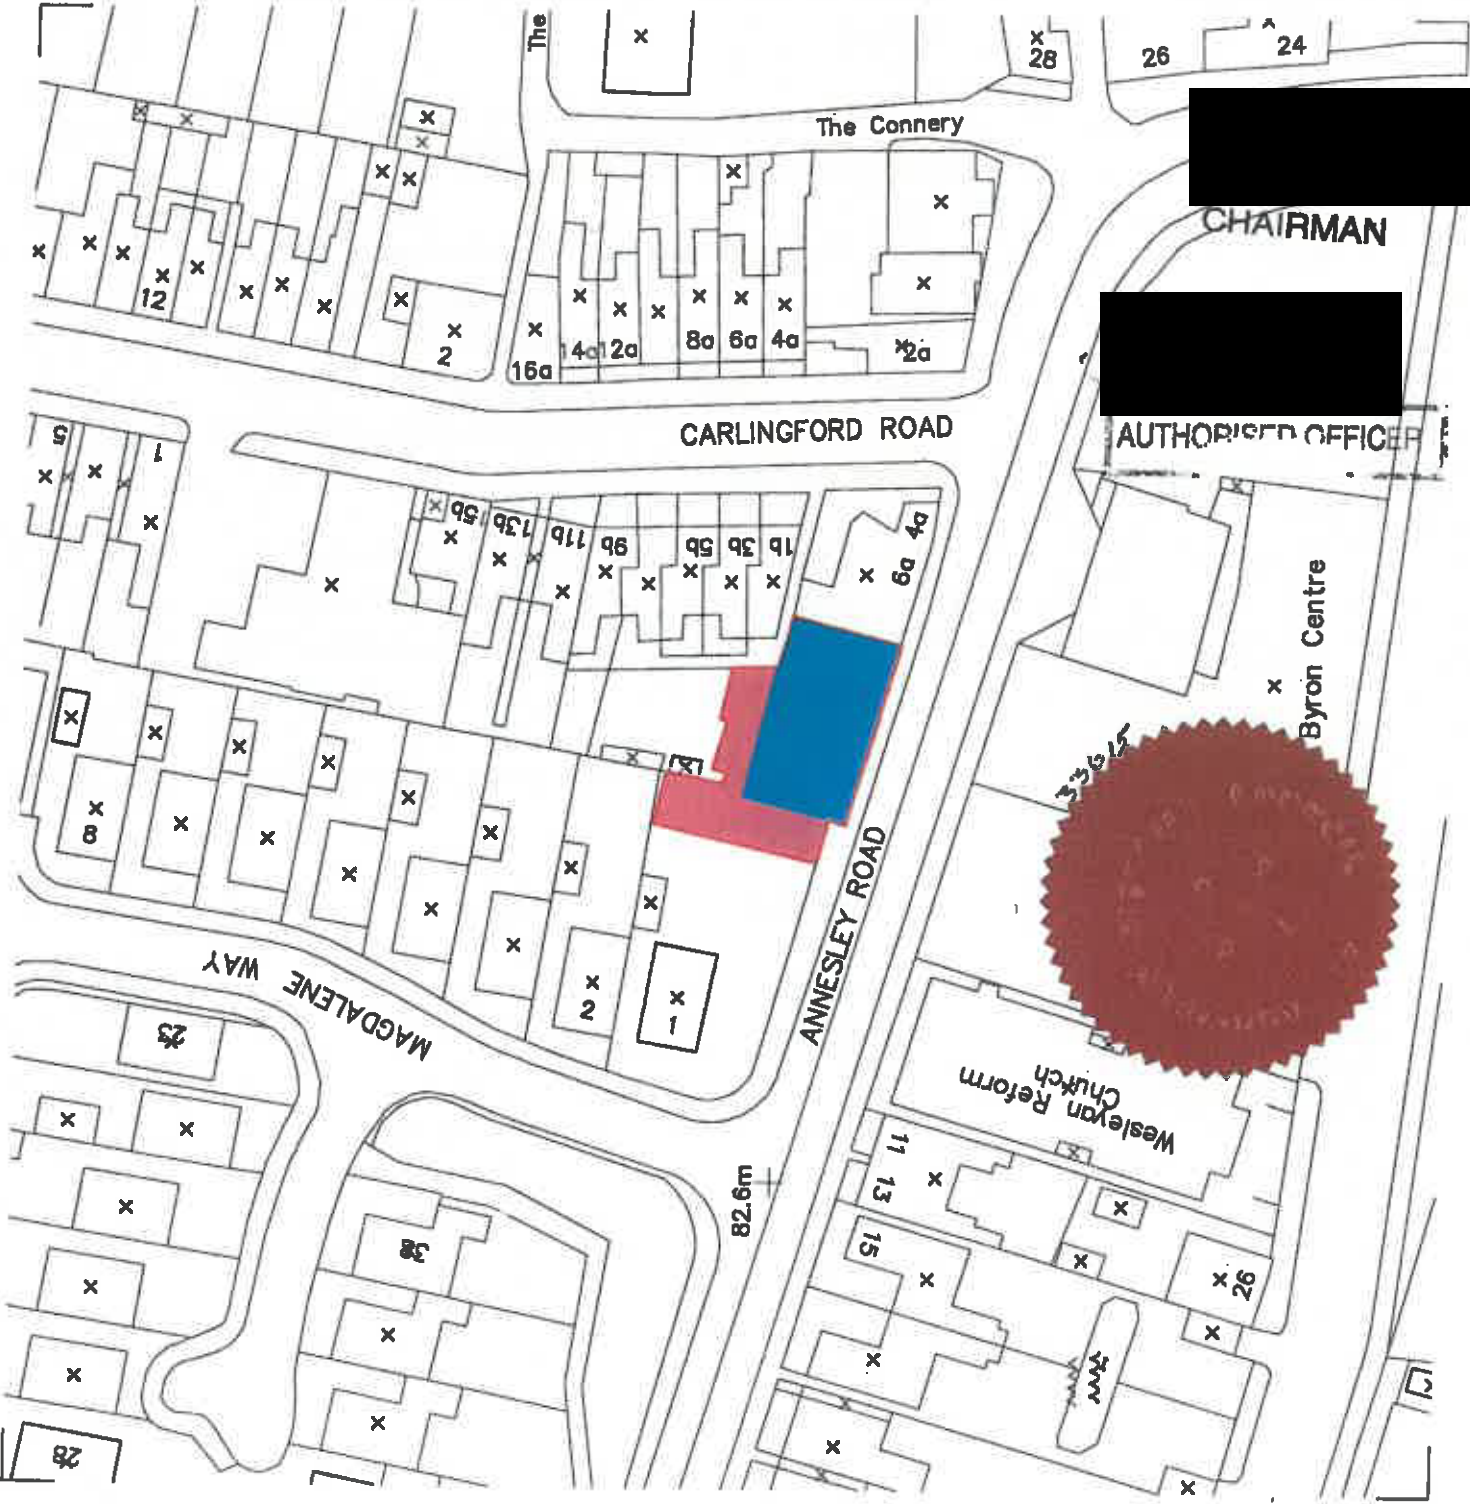 The
28
26
24
The Connery
CHAIRMAN
12
2
16a
14a
12a
8a
6a
4a
2a
CARLINGFORD ROAD
AUTHORISED OFFICER
5
1
15b
13b
11b
9b
5b
3b
1b
4a
6a
Byron Centre
8
ANNESLEY ROAD
MAGDALENE WAY
2
1
23
Wesleyan Reform
Church
11
13
82.6m
15
26
28